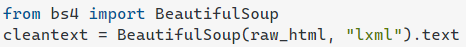 from bs4 import BeautifulSoup
cleantext = BeautifulSoup(raw_html, "lxml").text